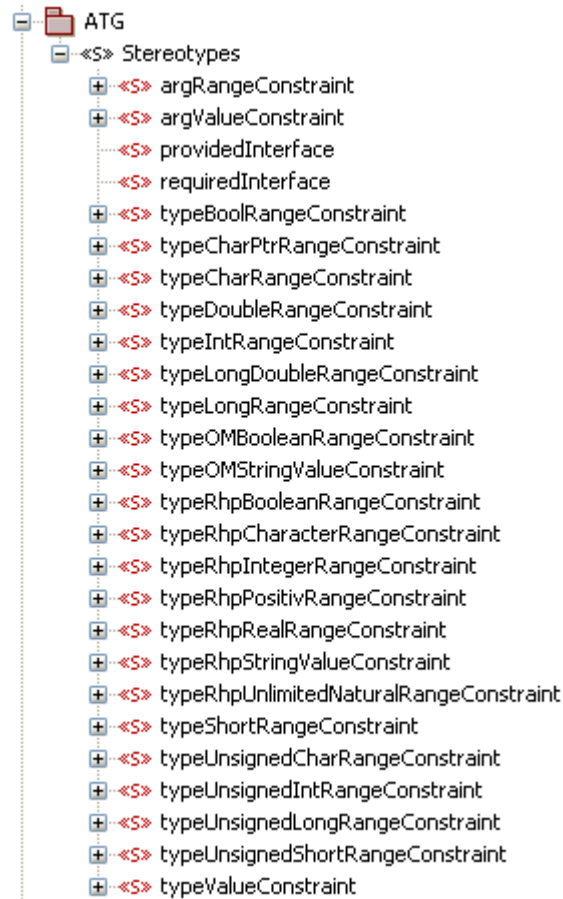 ATG
«S» Stereotypes
«S» argRangeConstraint
«S» argValueConstraint
«S» providedInterface
«S» requiredInterface
«S» typeBoolRangeConstraint
«S» typeCharPtrRangeConstraint
«S» typeCharRangeConstraint
«S» typeDoubleRangeConstraint
«S» typeIntRangeConstraint
«S» typeLongDoubleRangeConstraint
«S» typeLongRangeConstraint
«S» typeOMBooleanRangeConstraint
«S» typeOMStringValueConstraint
«S» typeRhpBooleanRangeConstraint
«S» typeRhpCharacterRangeConstraint
«S» typeRhpIntegerRangeConstraint
«S» typeRhpPositivRangeConstraint
«S» typeRhpRealRangeConstraint
«S» typeRhpStringValueConstraint
«S» typeRhpUnlimitedNaturalRangeConstraint
«S» typeShortRangeConstraint
«S» typeUnsignedCharRangeConstraint
«S» typeUnsignedIntRangeConstraint
«S» typeUnsignedLongRangeConstraint
«S» typeUnsignedShortRangeConstraint
«S» typeValueConstraint